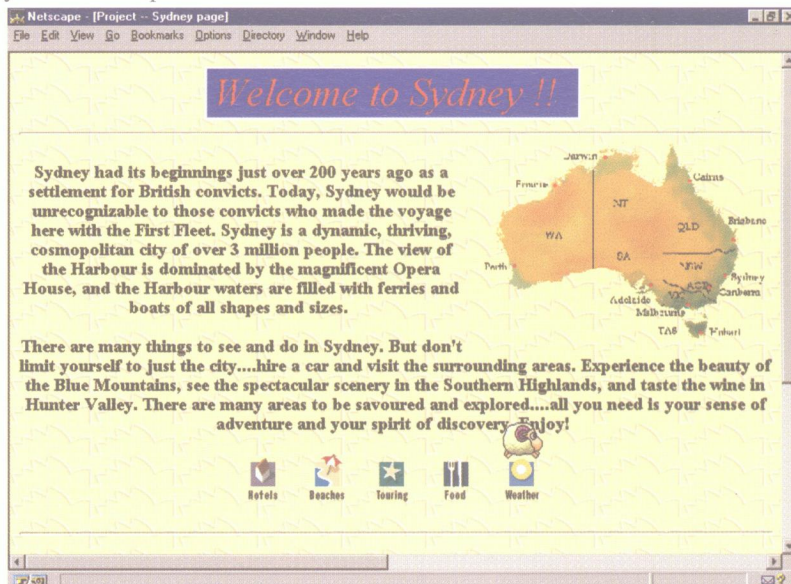 Netscape - [Project -- Sydney page]
File Edit View Go Bookmarks Options Directory Window Help
Welcome to Sydney !!
Sydney had its beginnings just over 200 years ago as a
settlement for British convicts. Today, Sydney would be
unrecognizable to those convicts who made the voyage
here with the First Fleet. Sydney is a dynamic, thriving,
cosmopolitan city of over 3 million people. The view of
the Harbour is dominated by the magnificent Opera
House, and the Harbour waters are filled with ferries and
boats of all shapes and sizes.
Darwin
Cairns
Broome
NT
QLD
Brisbane
WA
SA
NSW
Perth
Sydney
Canberra
Adelaide
Melbourne
TAS
Hobart
There are many things to see and do in Sydney. But don't
limit yourself to just the city....hire a car and visit the surrounding areas. Experience the beauty of
the Blue Mountains, see the spectacular scenery in the Southern Highlands, and taste the wine in
Hunter Valley. There are many areas to be savoured and explored....all you need is your sense of
adventure and your spirit of discovery. Enjoy!
Hotels Beaches Touring Food Weather